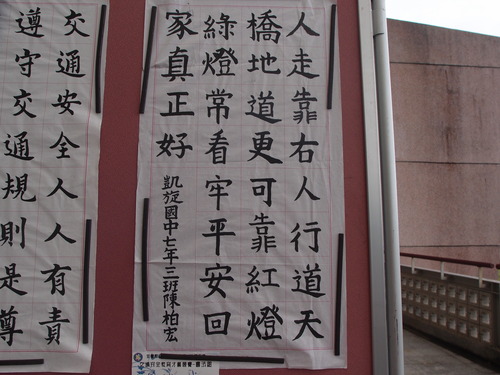 人走靠右人行道天
橋地道更可靠紅燈
綠燈常看牢平安回
家真正好
凱旋國中七年三班陳柏宏
交通安全人人有責
遵守交通規則是尊